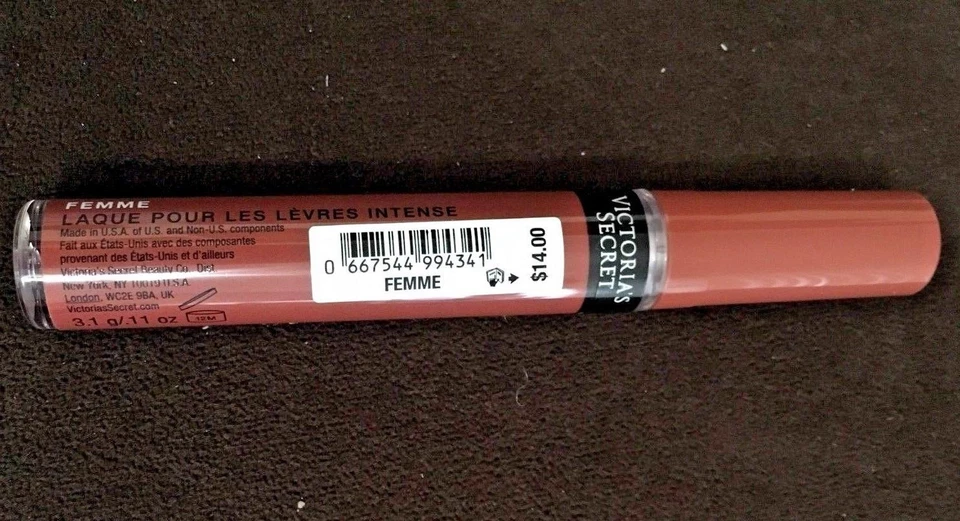 FEMME
LAQUE POUR LES LÈVRES INTENSE
Made in U.S.A. of U.S. and Non-U.S. components
Fait aux États-Unis avec des composantes
provenant des États-Unis et d'ailleurs
Victoria's Secret Beauty Co. Dist.
New York, NY 10019 U.S.A.
London, WC2E 9BA, UK
VictoriasSecret.com
3.1 g/.11 oz
12M
0 667544 994341
FEMME
$14.00
VICTORIA'S
SECRET